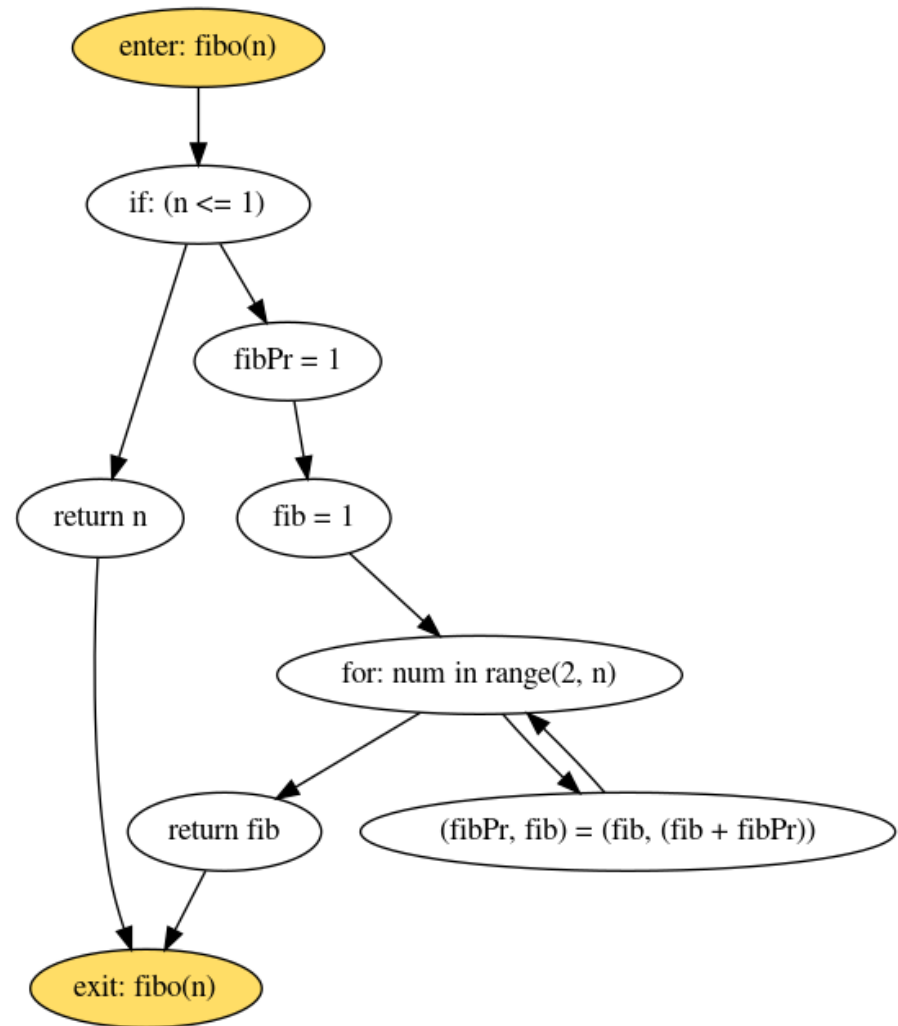 enter: fibo(n)
if: (n <= 1)
fibPr = 1
return n
fib = 1
for: num in range(2, n)
return fib
(fibPr, fib) = (fib, (fib + fibPr))
exit: fibo(n)